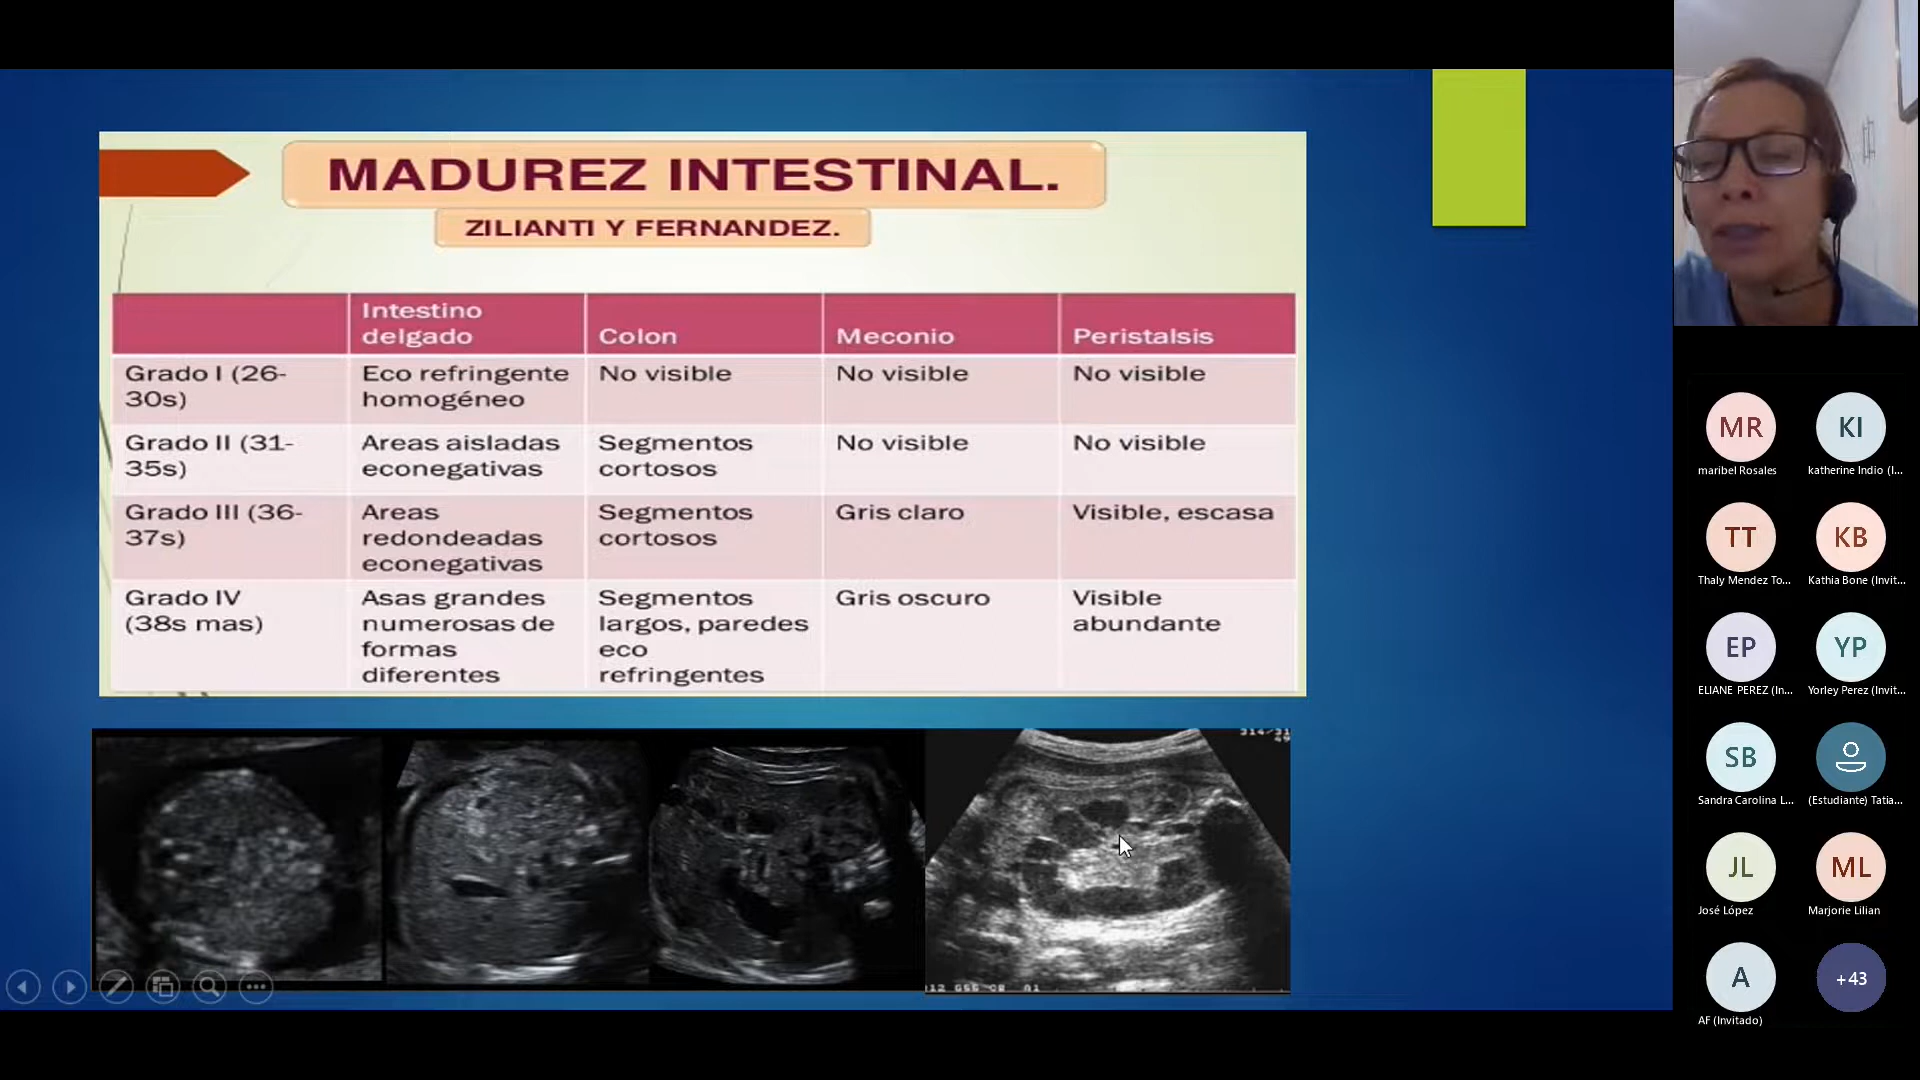 MADUREZ INTESTINAL.
ZILIANTI Y FERNANDEZ.
Intestino
delgado
Colon
Meconio
Peristalsis
Grado I (26-
30s)
Eco refringente
homogéneo
No visible
No visible
No visible
Grado II (31-
35s)
Areas aisladas
econegativas
Segmentos
cortosos
No visible
No visible
Grado III (36-
37s)
Areas
redondeadas
econegativas
Segmentos
cortosos
Gris claro
Visible, escasa
Grado IV
(38s mas)
Asas grandes
numerosas de
formas
diferentes
Segmentos
largos, paredes
eco
refringentes
Gris oscuro
Visible
abundante
MR
maribel Rosales
KI
katherine Indio (I...
TT
Thaly Mendez To...
KB
Kathia Bone (Invit...
EP
ELIANE PEREZ (In...
YP
Yorley Perez (Invit...
SB
Sandra Carolina L...
(Estudiante) Tatia...
JL
José López
ML
Marjorie Lilian
A
AF (Invitado)
+43